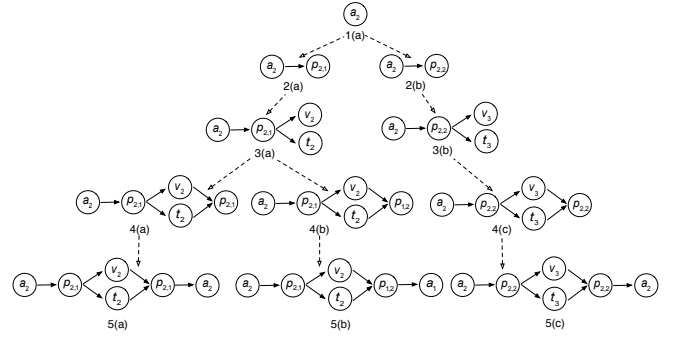 a2
1(a)
a2 p2,1 a2 p2,2
2(a) 2(b)
a2 p2,1 v2 t2 a2 p2,2 v3 t3
3(a) 3(b)
a2 p2,1 v2 t2 p2,1 a2 p2,1 v2 t2 p1,2 a2 p2,2 v3 t3 p2,2
4(a) 4(b) 4(c)
a2 p2,1 v2 t2 p2,1 a2 a2 p2,1 v2 t2 p1,2 a1 a2 p2,2 v3 t3 p2,2 a2
5(a) 5(b) 5(c)